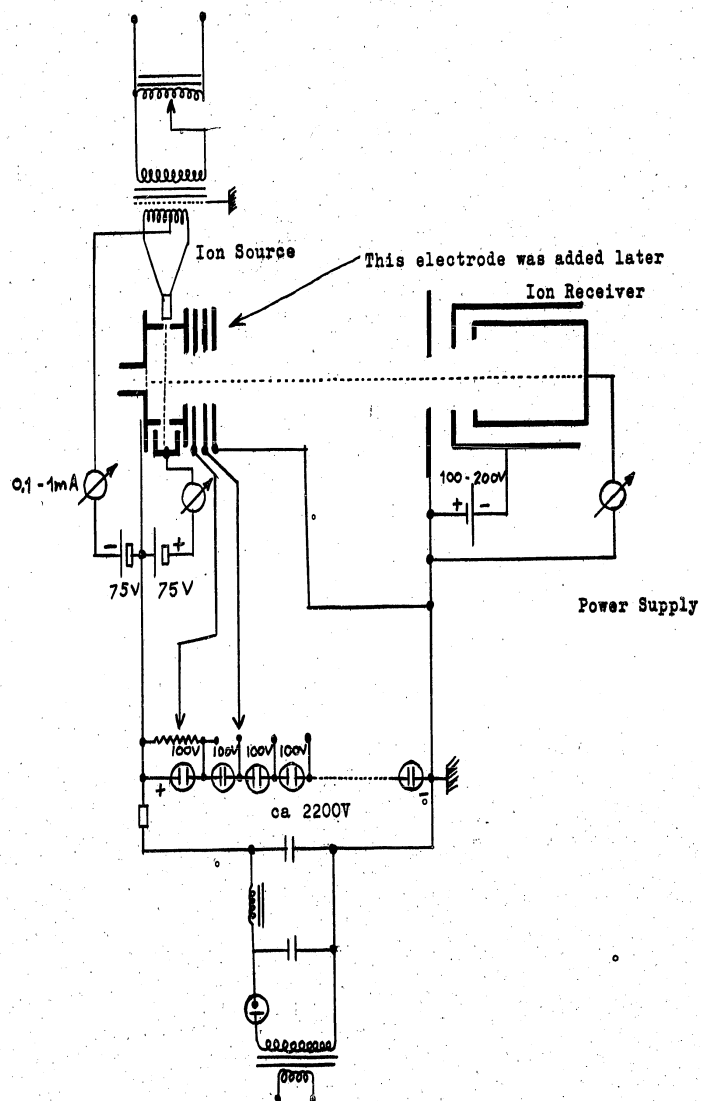 Ion Source
This electrode was added later
Ion Receiver
0,1-1mA
100-200V
+ -
- +
75V 75V
Power Supply
100V 100V 100V 100V
+ -
0
ca 2200V